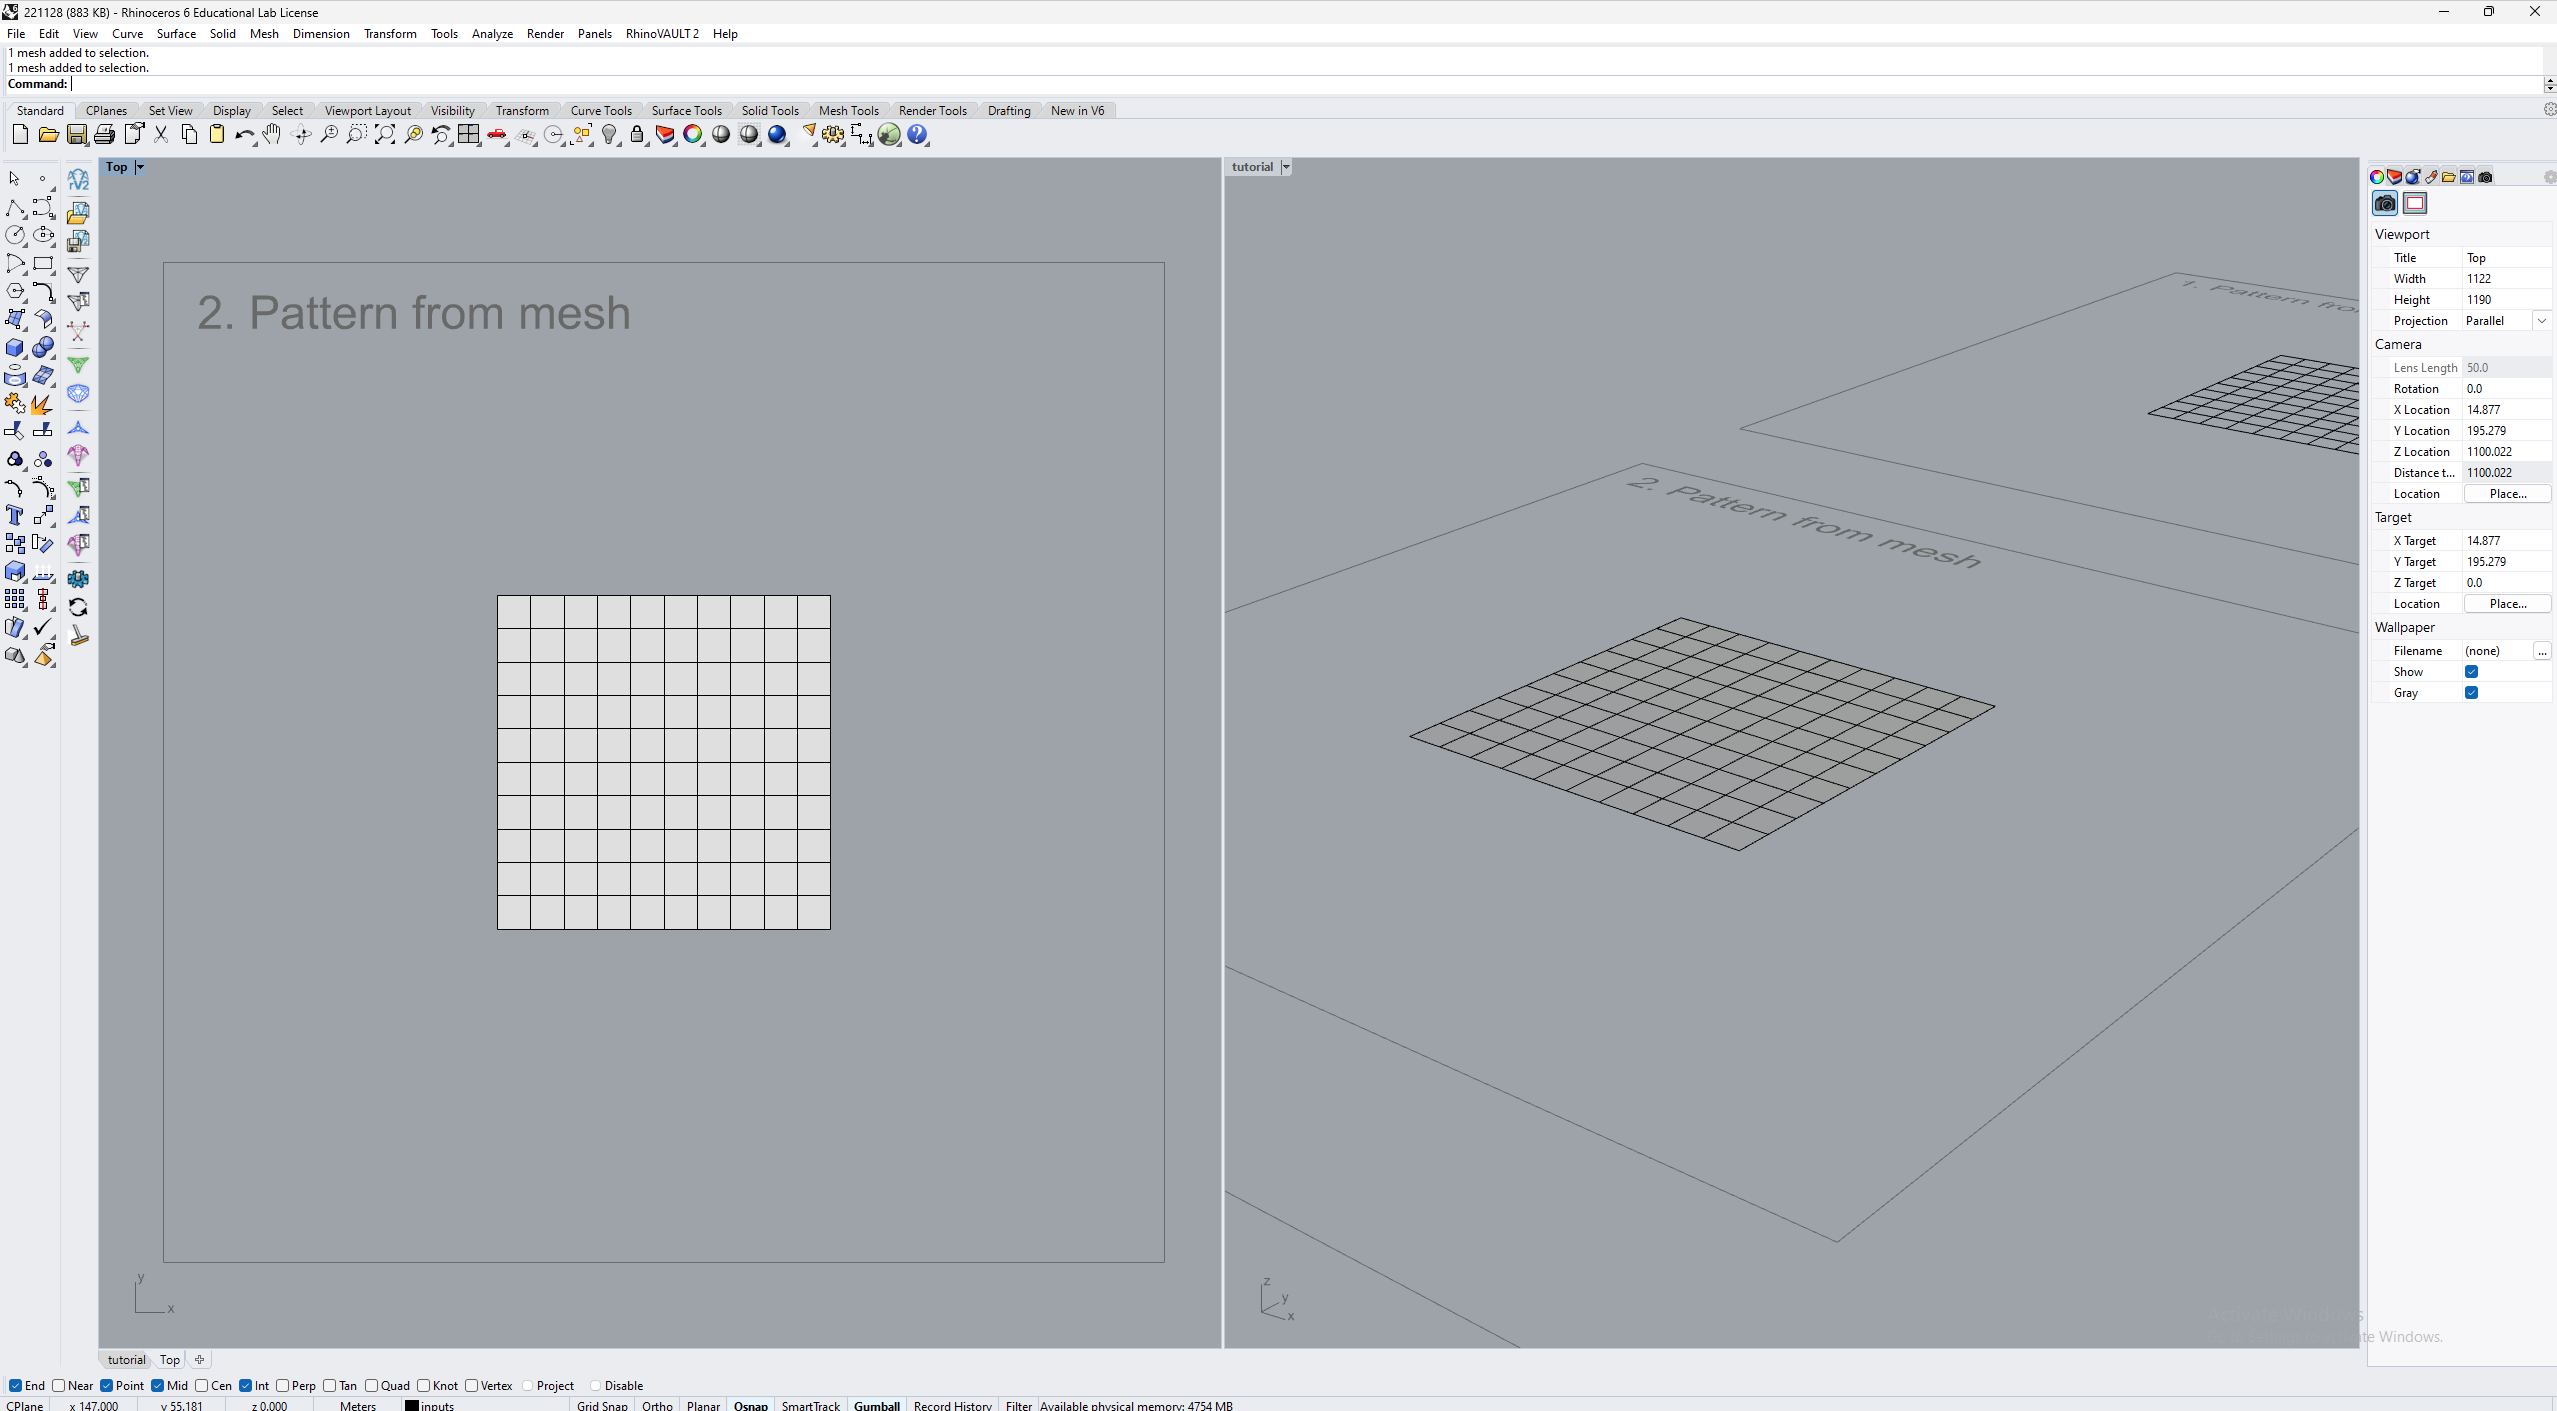 221128 (883 KB) - Rhinoceros 6 Educational Lab License
File Edit View Curve Surface Solid Mesh Dimension Transform Tools Analyze Render Panels RhinoVAULT2 Help
1 mesh added to selection.
1 mesh added to selection.
Command:
Standard CPlanes Set View Display Select Viewport Layout Visibility Transform Curve Tools Surface Tools Solid Tools Mesh Tools Render Tools Drafting New in V6
Top
tutorial
2. Pattern from mesh
y
x
1. Pattern fro
2. Pattern from mesh
z
y
x
rV2
Viewport
Title Top
Width 1122
Height 1190
Projection Parallel
Camera
Lens Length 50.0
Rotation 0.0
X Location 14.877
Y Location 195.279
Z Location 1100.022
Distance t... 1100.022
Location Place...
Target
X Target 14.877
Y Target 195.279
Z Target 0.0
Location Place...
Wallpaper
Filename (none) ...
Show
Gray
Activate Windows
te Windows.
tutorial Top
End Near Point Mid Cen Int Perp Tan Quad Knot Vertex Project Disable
CPlane x 147.000 y 55.181 z 0.000 Meters inputs Grid Snap Ortho Planar Osnap SmartTrack Gumball Record History Filter Available physical memory: 4754 MB